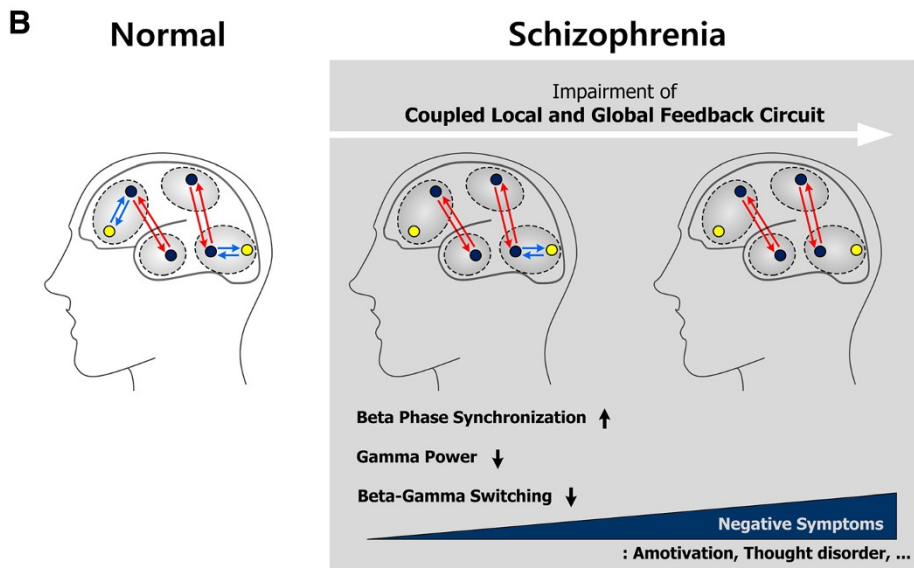 B
Normal
Schizophrenia
Impairment of
Coupled Local and Global Feedback Circuit
Beta Phase Synchronization ↑
Gamma Power ↓
Beta-Gamma Switching ↓
Negative Symptoms
: Amotivation, Thought disorder, ...